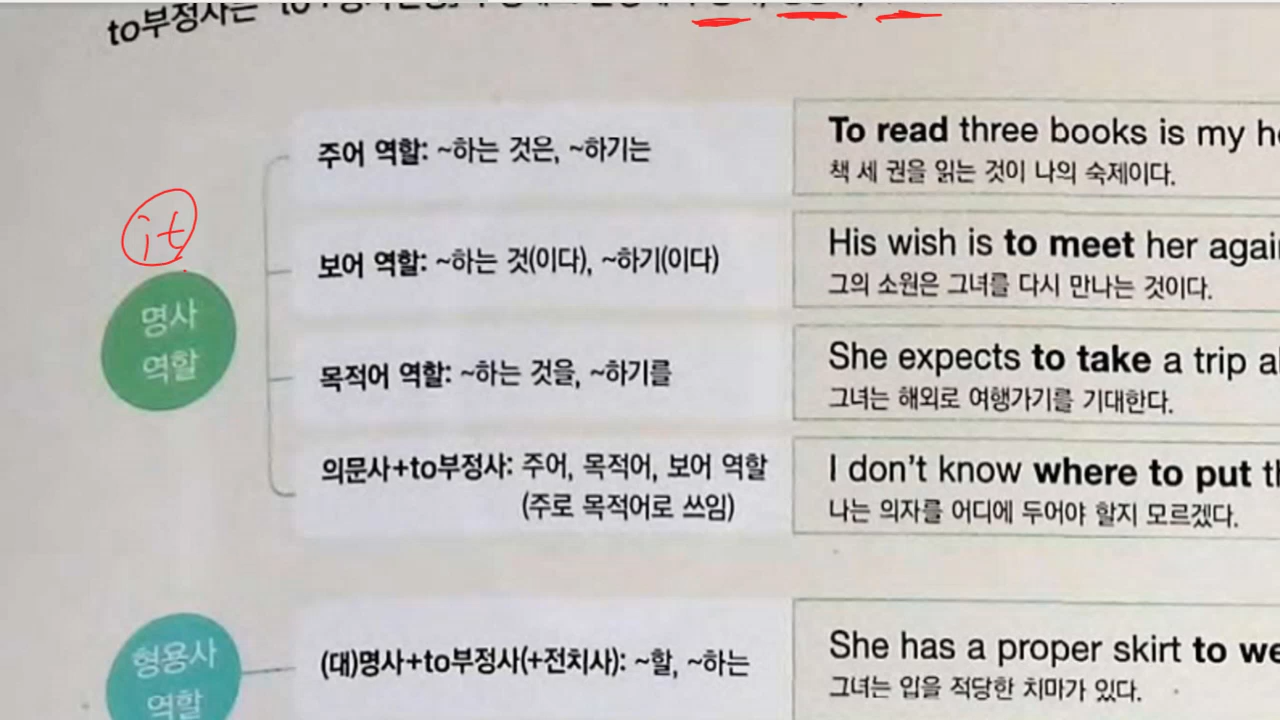 to부정사는
주어 역할: ~하는 것은, ~하기는
To read three books is my
책 세 권을 읽는 것이 나의 숙제이다.
it
보어 역할: ~하는 것(이다), ~하기(이다)
His wish is to meet her
그의 소원은 그녀를 다시 만나는 것이다.
명사
역할
목적어 역할: ~하는 것을, ~하기를
She expects to take a trip
그녀는 해외로 여행가기를 기대한다.
의문사+to부정사: 주어, 목적어, 보어 역할
(주로 목적어로 쓰임)
I don't know where to put
나는 의자를 어디에 두어야 할지 모르겠다.
형용사
역할
(대)명사+to부정사(+전치사): ~할, ~하는
She has a proper skirt to
그녀는 입을 적당한 치마가 있다.